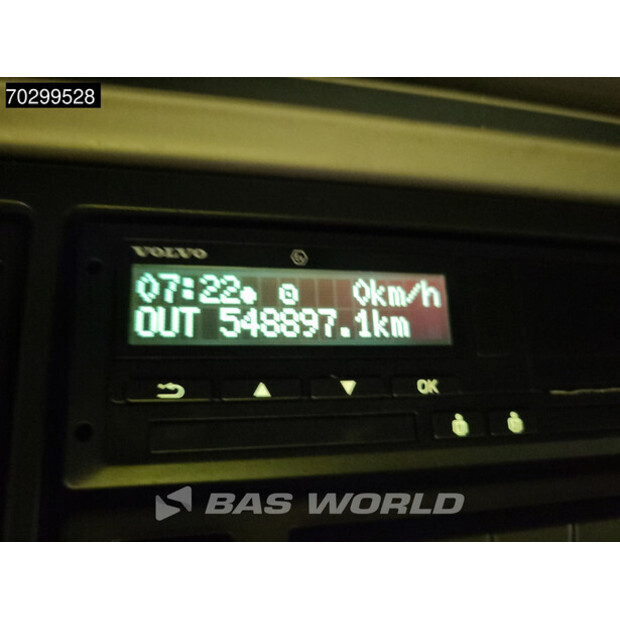 70299528
VOLVO
07:22● 0km/h
OUT 548897.1km
OK
BAS WORLD